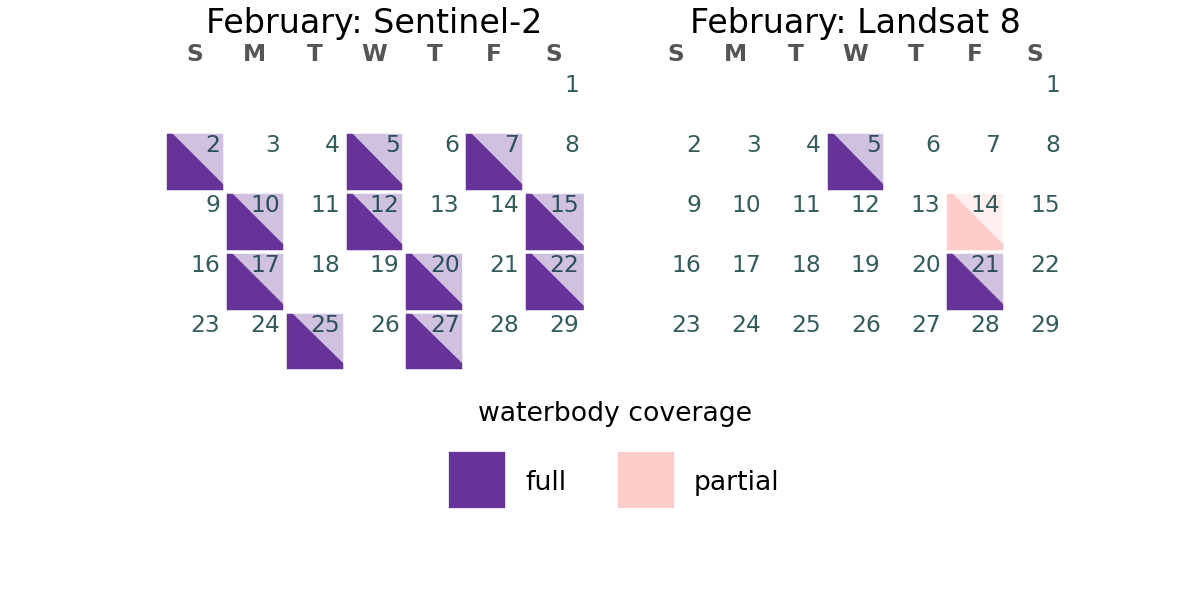 February: Sentinel-2
S M T W T F S
1
2 3 4 5 6 7 8
9 10 11 12 13 14 15
16 17 18 19 20 21 22
23 24 25 26 27 28 29
February: Landsat 8
S M T W T F S
1
2 3 4 5 6 7 8
9 10 11 12 13 14 15
16 17 18 19 20 21 22
23 24 25 26 27 28 29
waterbody coverage
full partial